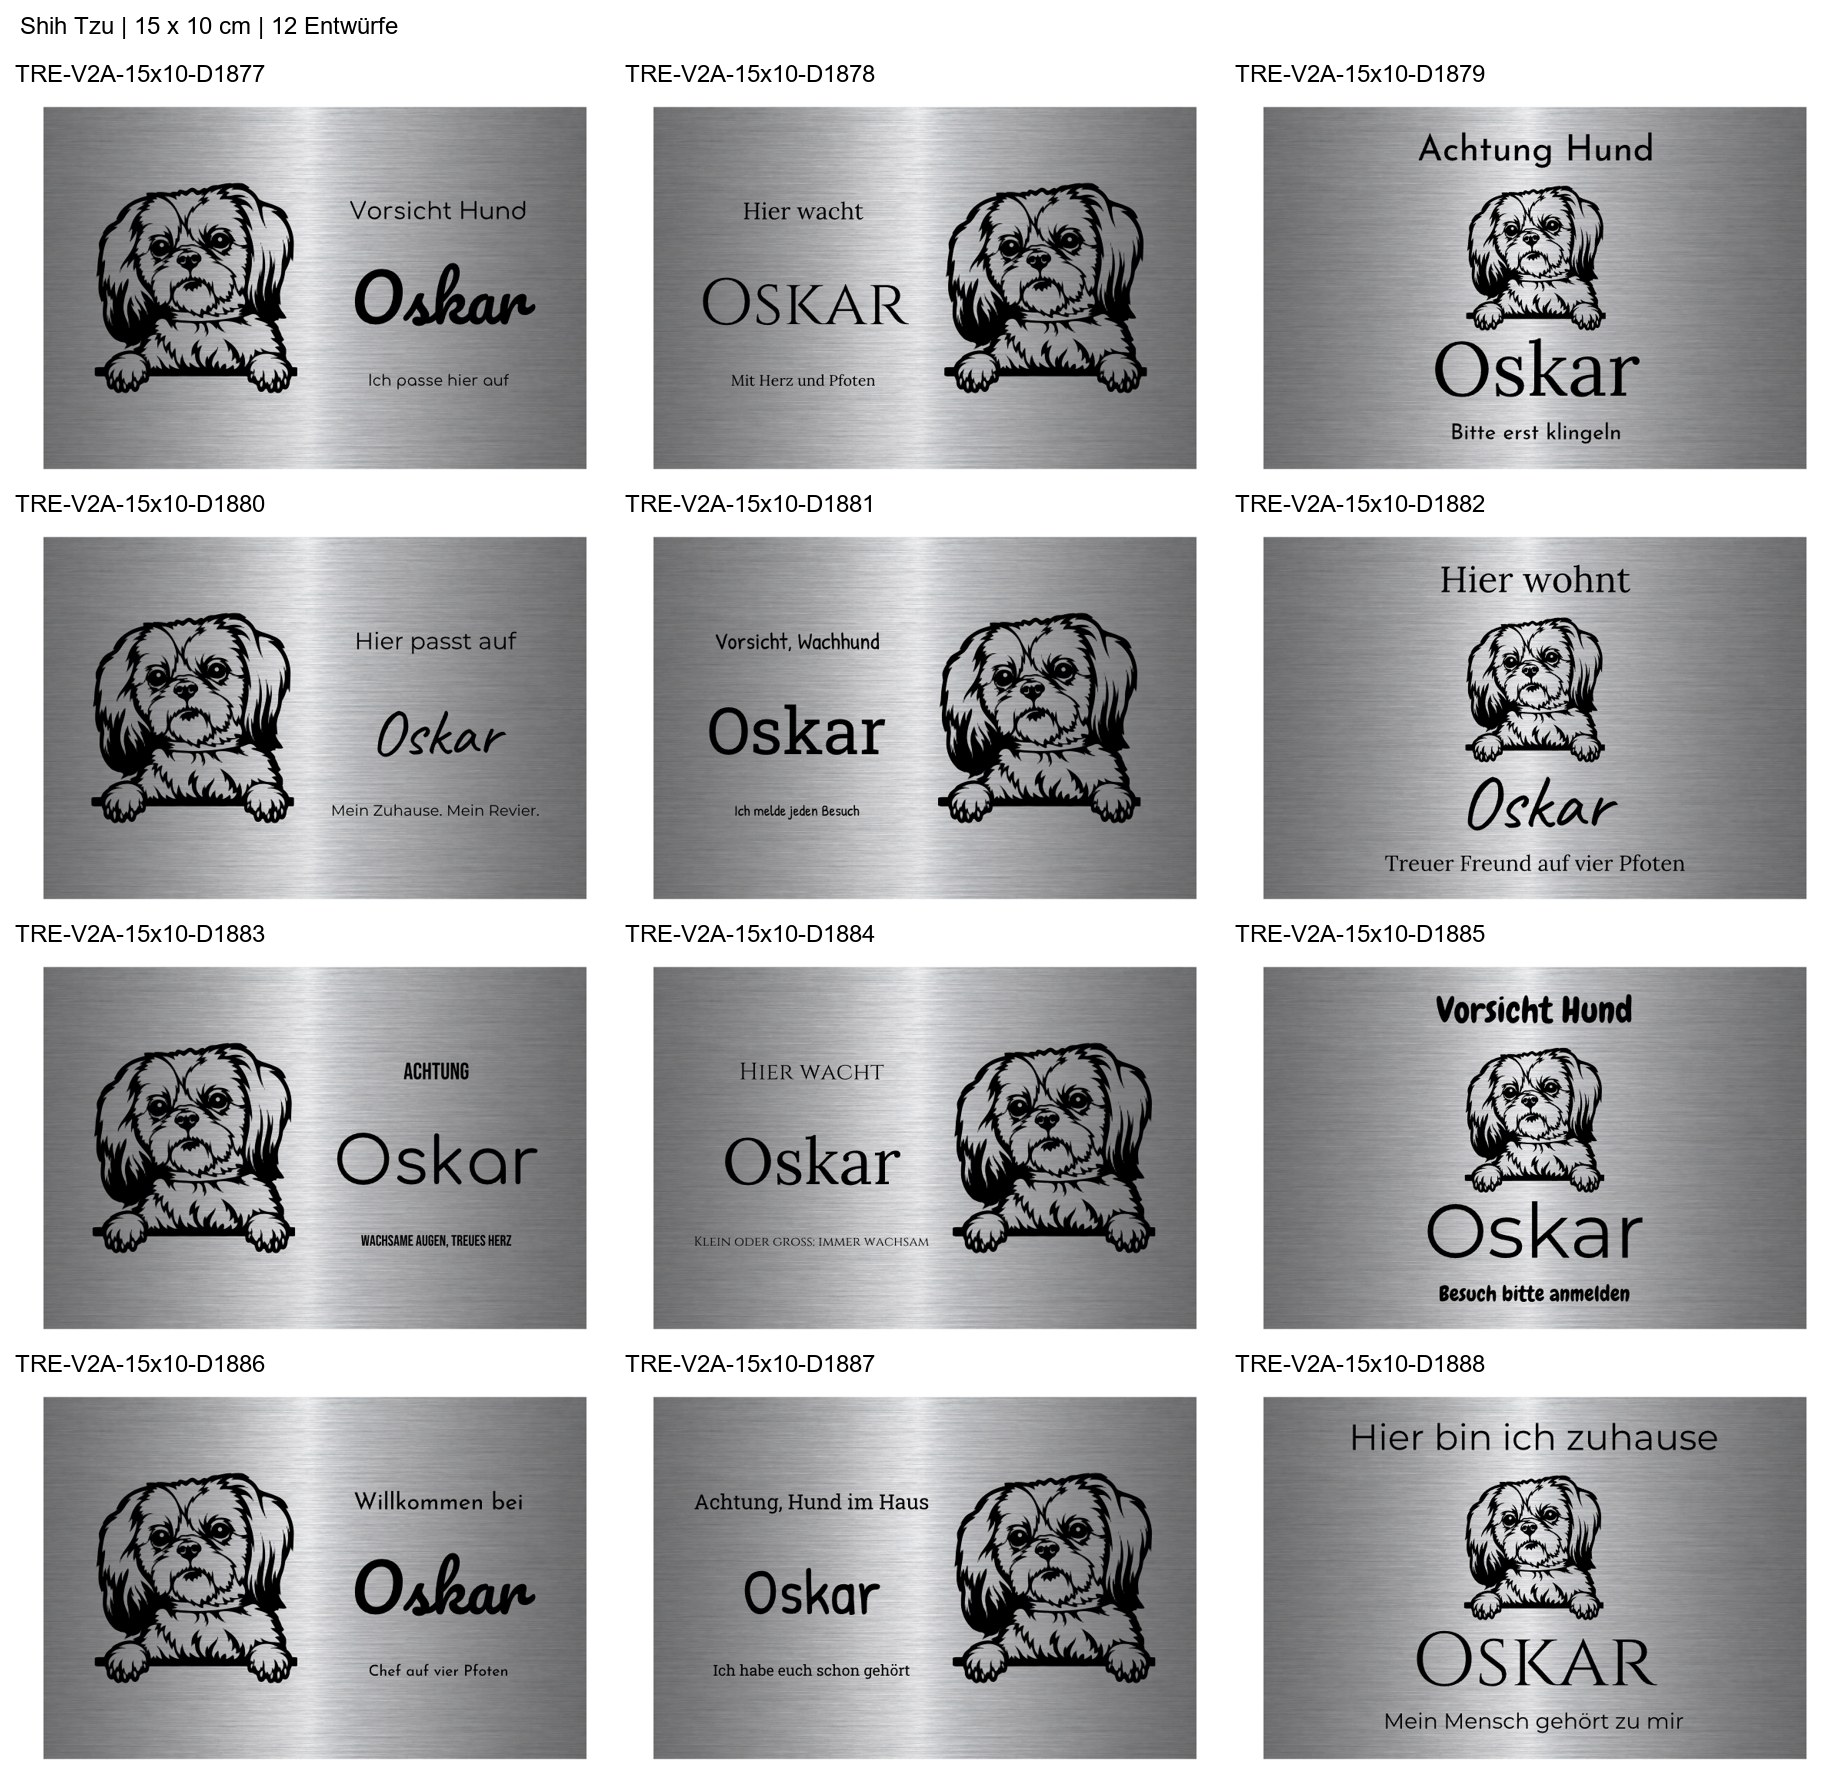 Shih Tzu | 15 x 10 cm | 12 Entwürfe
TRE-V2A-15x10-D1877
Vorsicht Hund
Oskar
Ich passe hier auf
TRE-V2A-15x10-D1878
Hier wacht
OSKAR
Mit Herz und Pfoten
TRE-V2A-15x10-D1879
Achtung Hund
Oskar
Bitte erst klingeln
TRE-V2A-15x10-D1880
Hier passt auf
Oskar
Mein Zuhause. Mein Revier.
TRE-V2A-15x10-D1881
Vorsicht, Wachhund
Oskar
Ich melde jeden Besuch
TRE-V2A-15x10-D1882
Hier wohnt
Oskar
Treuer Freund auf vier Pfoten
TRE-V2A-15x10-D1883
ACHTUNG
Oskar
WACHSAME AUGEN, TREUES HERZ
TRE-V2A-15x10-D1884
HIER WACHT
Oskar
KLEIN ODER GROSS: IMMER WACHSAM
TRE-V2A-15x10-D1885
Vorsicht Hund
Oskar
Besuch bitte anmelden
TRE-V2A-15x10-D1886
Willkommen bei
Oskar
Chef auf vier Pfoten
TRE-V2A-15x10-D1887
Achtung, Hund im Haus
Oskar
Ich habe euch schon gehört
TRE-V2A-15x10-D1888
Hier bin ich zuhause
OSKAR
Mein Mensch gehört zu mir